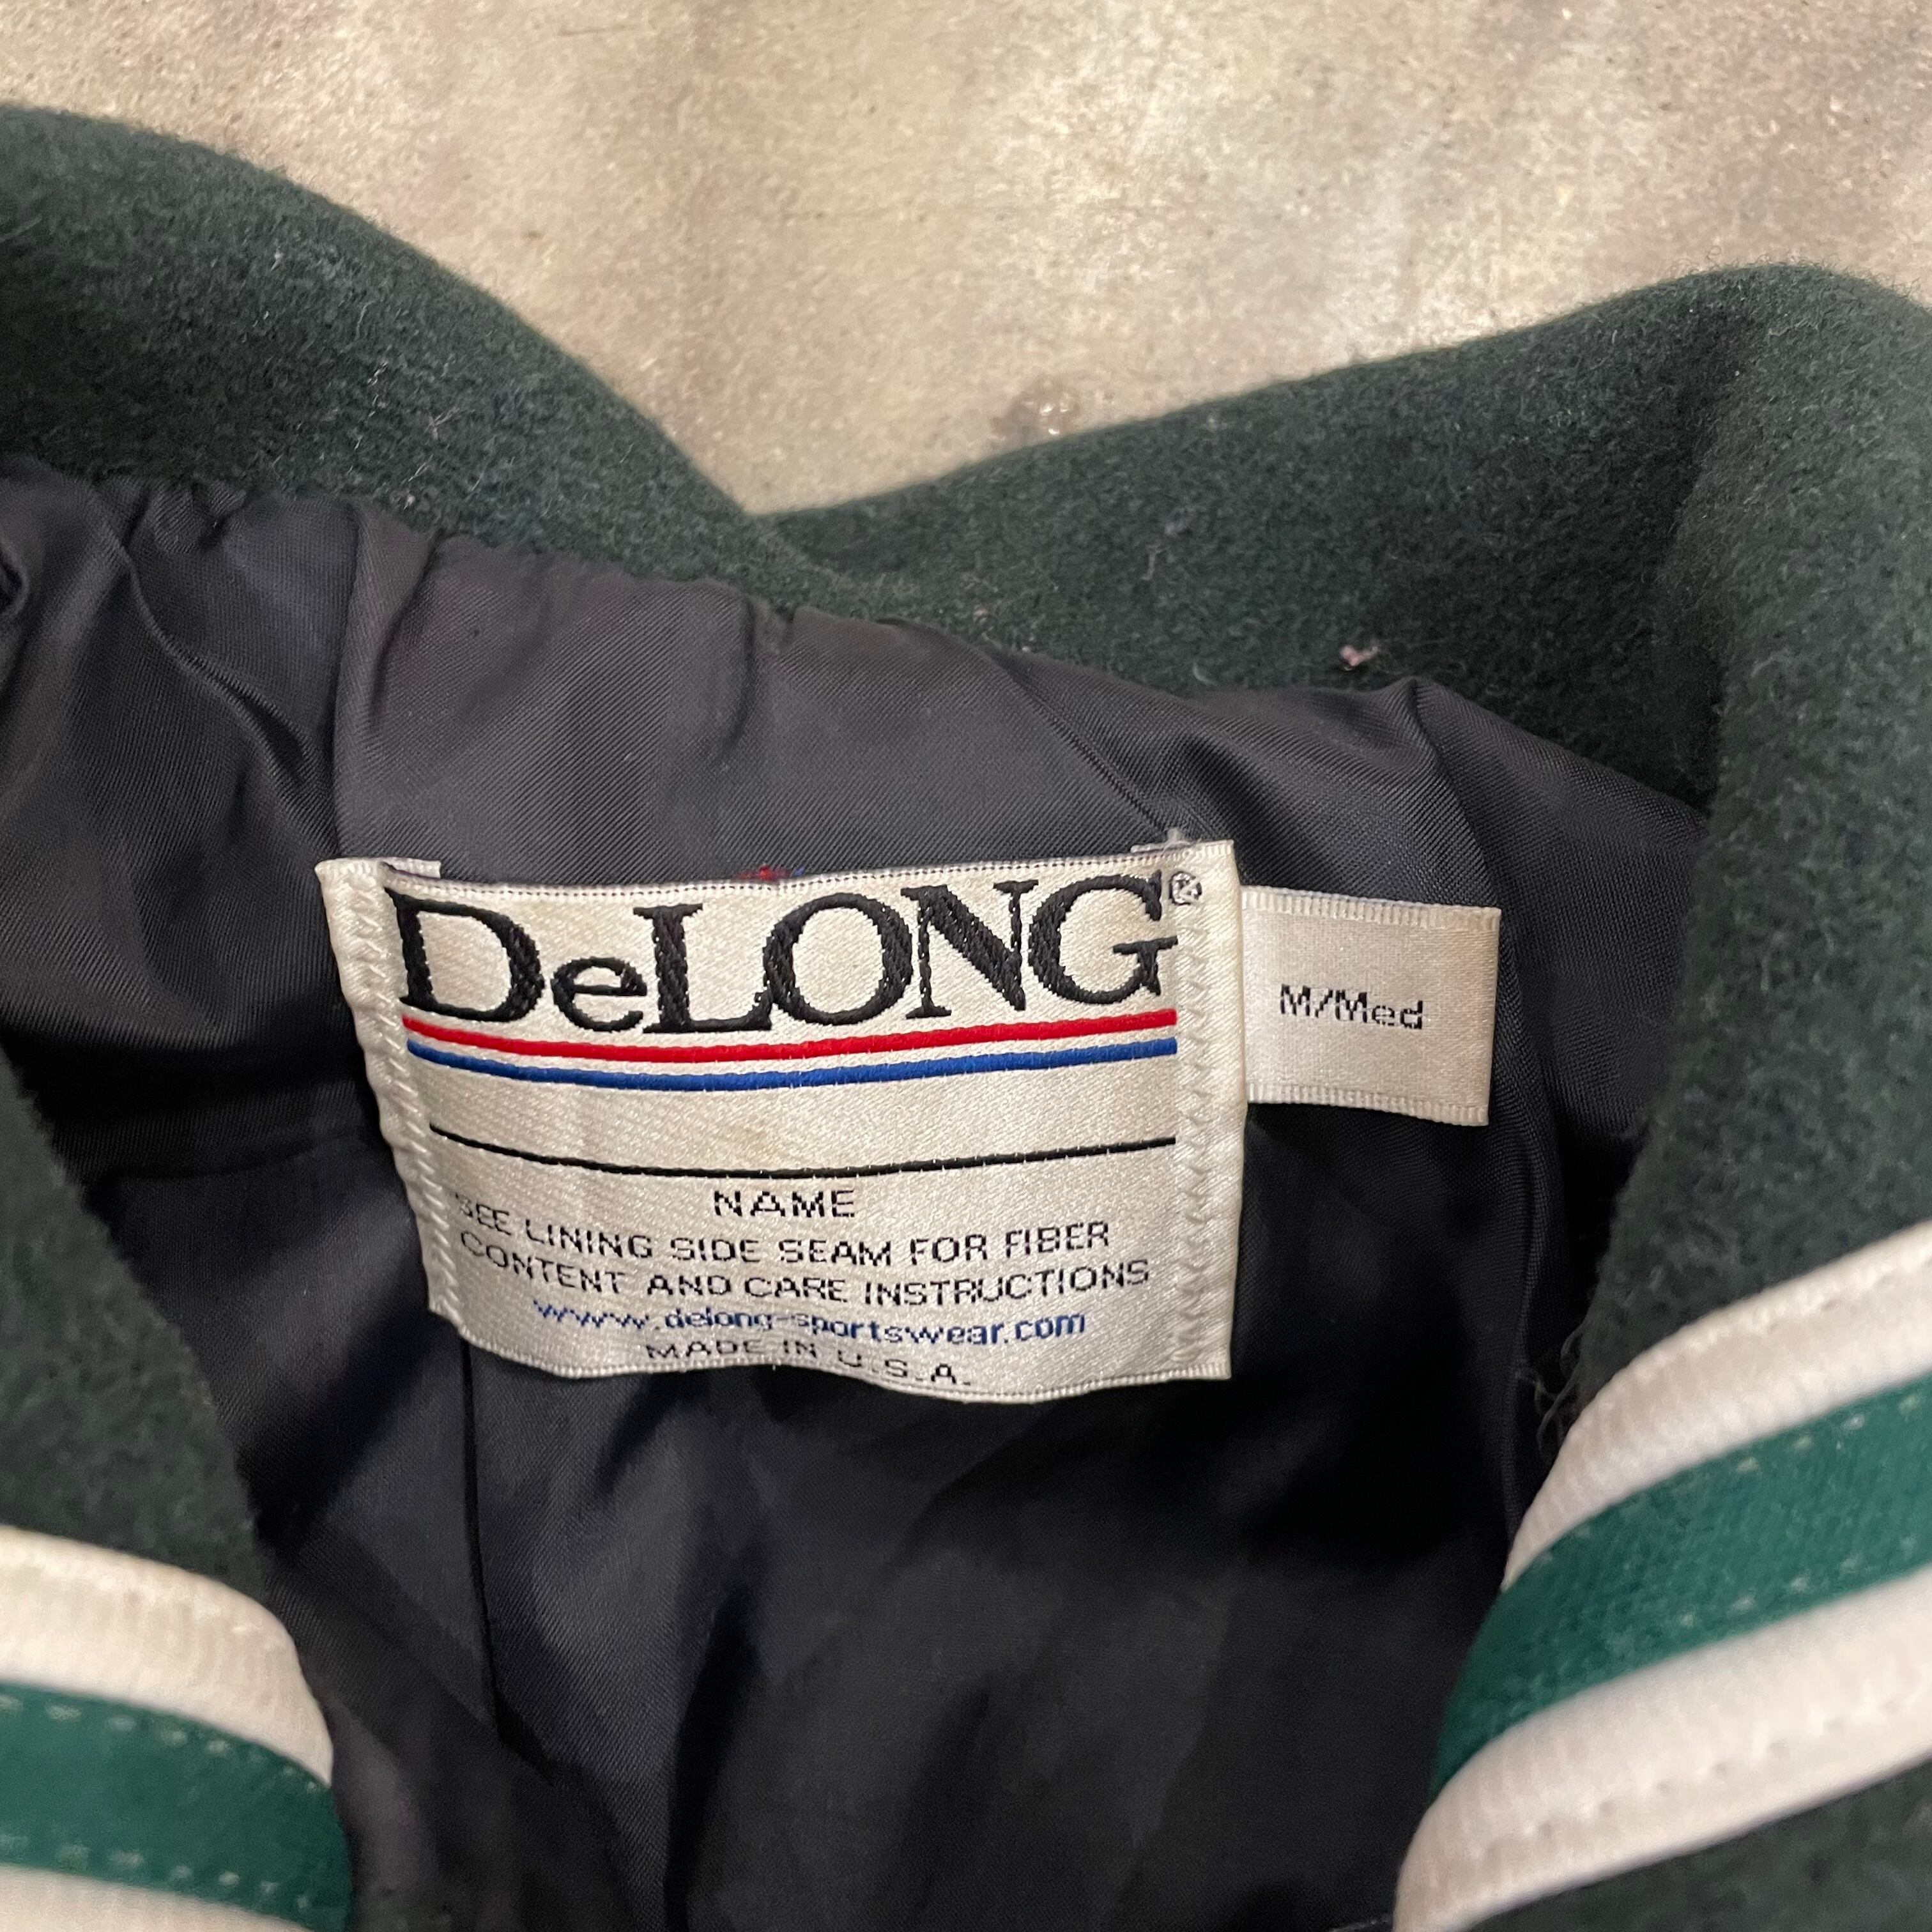 DeLONG®
M/Med
NAME
SEE LINING SIDE SEAM FOR FIBER
CONTENT AND CARE INSTRUCTIONS
www.delong-sportswear.com
MADE IN U.S.A.